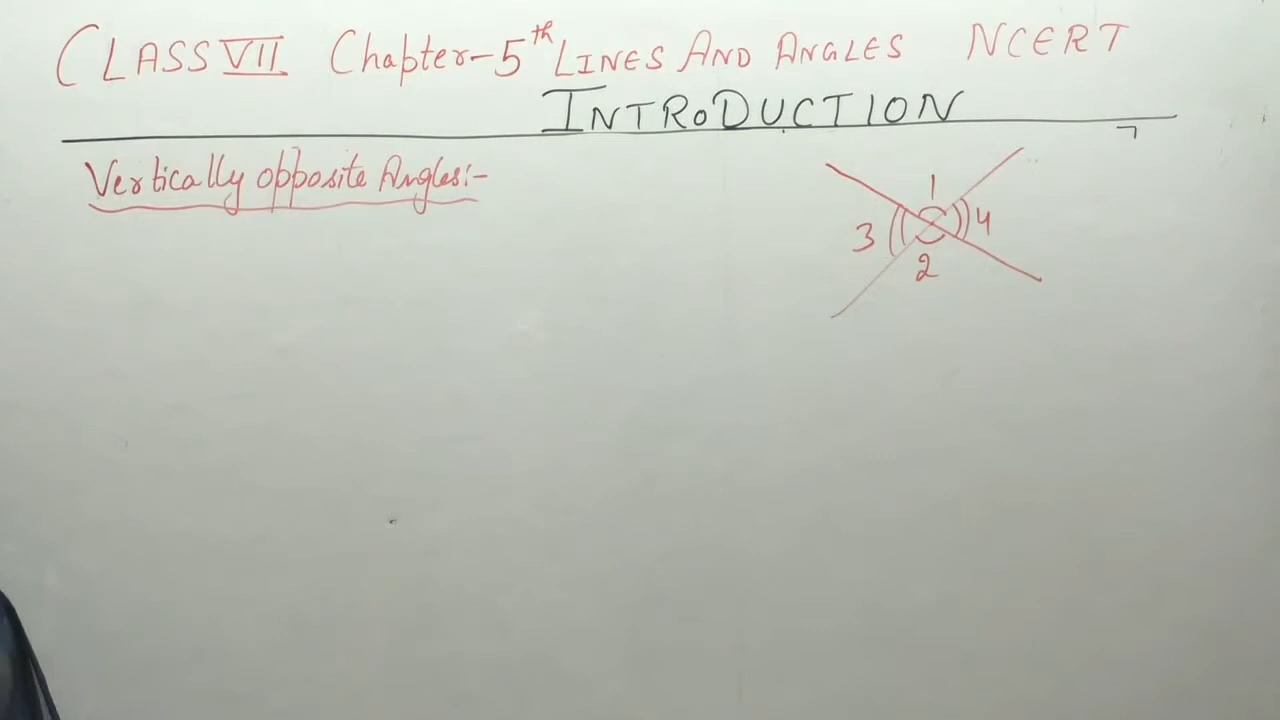 CLASS VII Chapter-5th LINES AND ANGLES NCERT
INTRODUCTION
Vertically opposite Angles:-
1
3 4
2